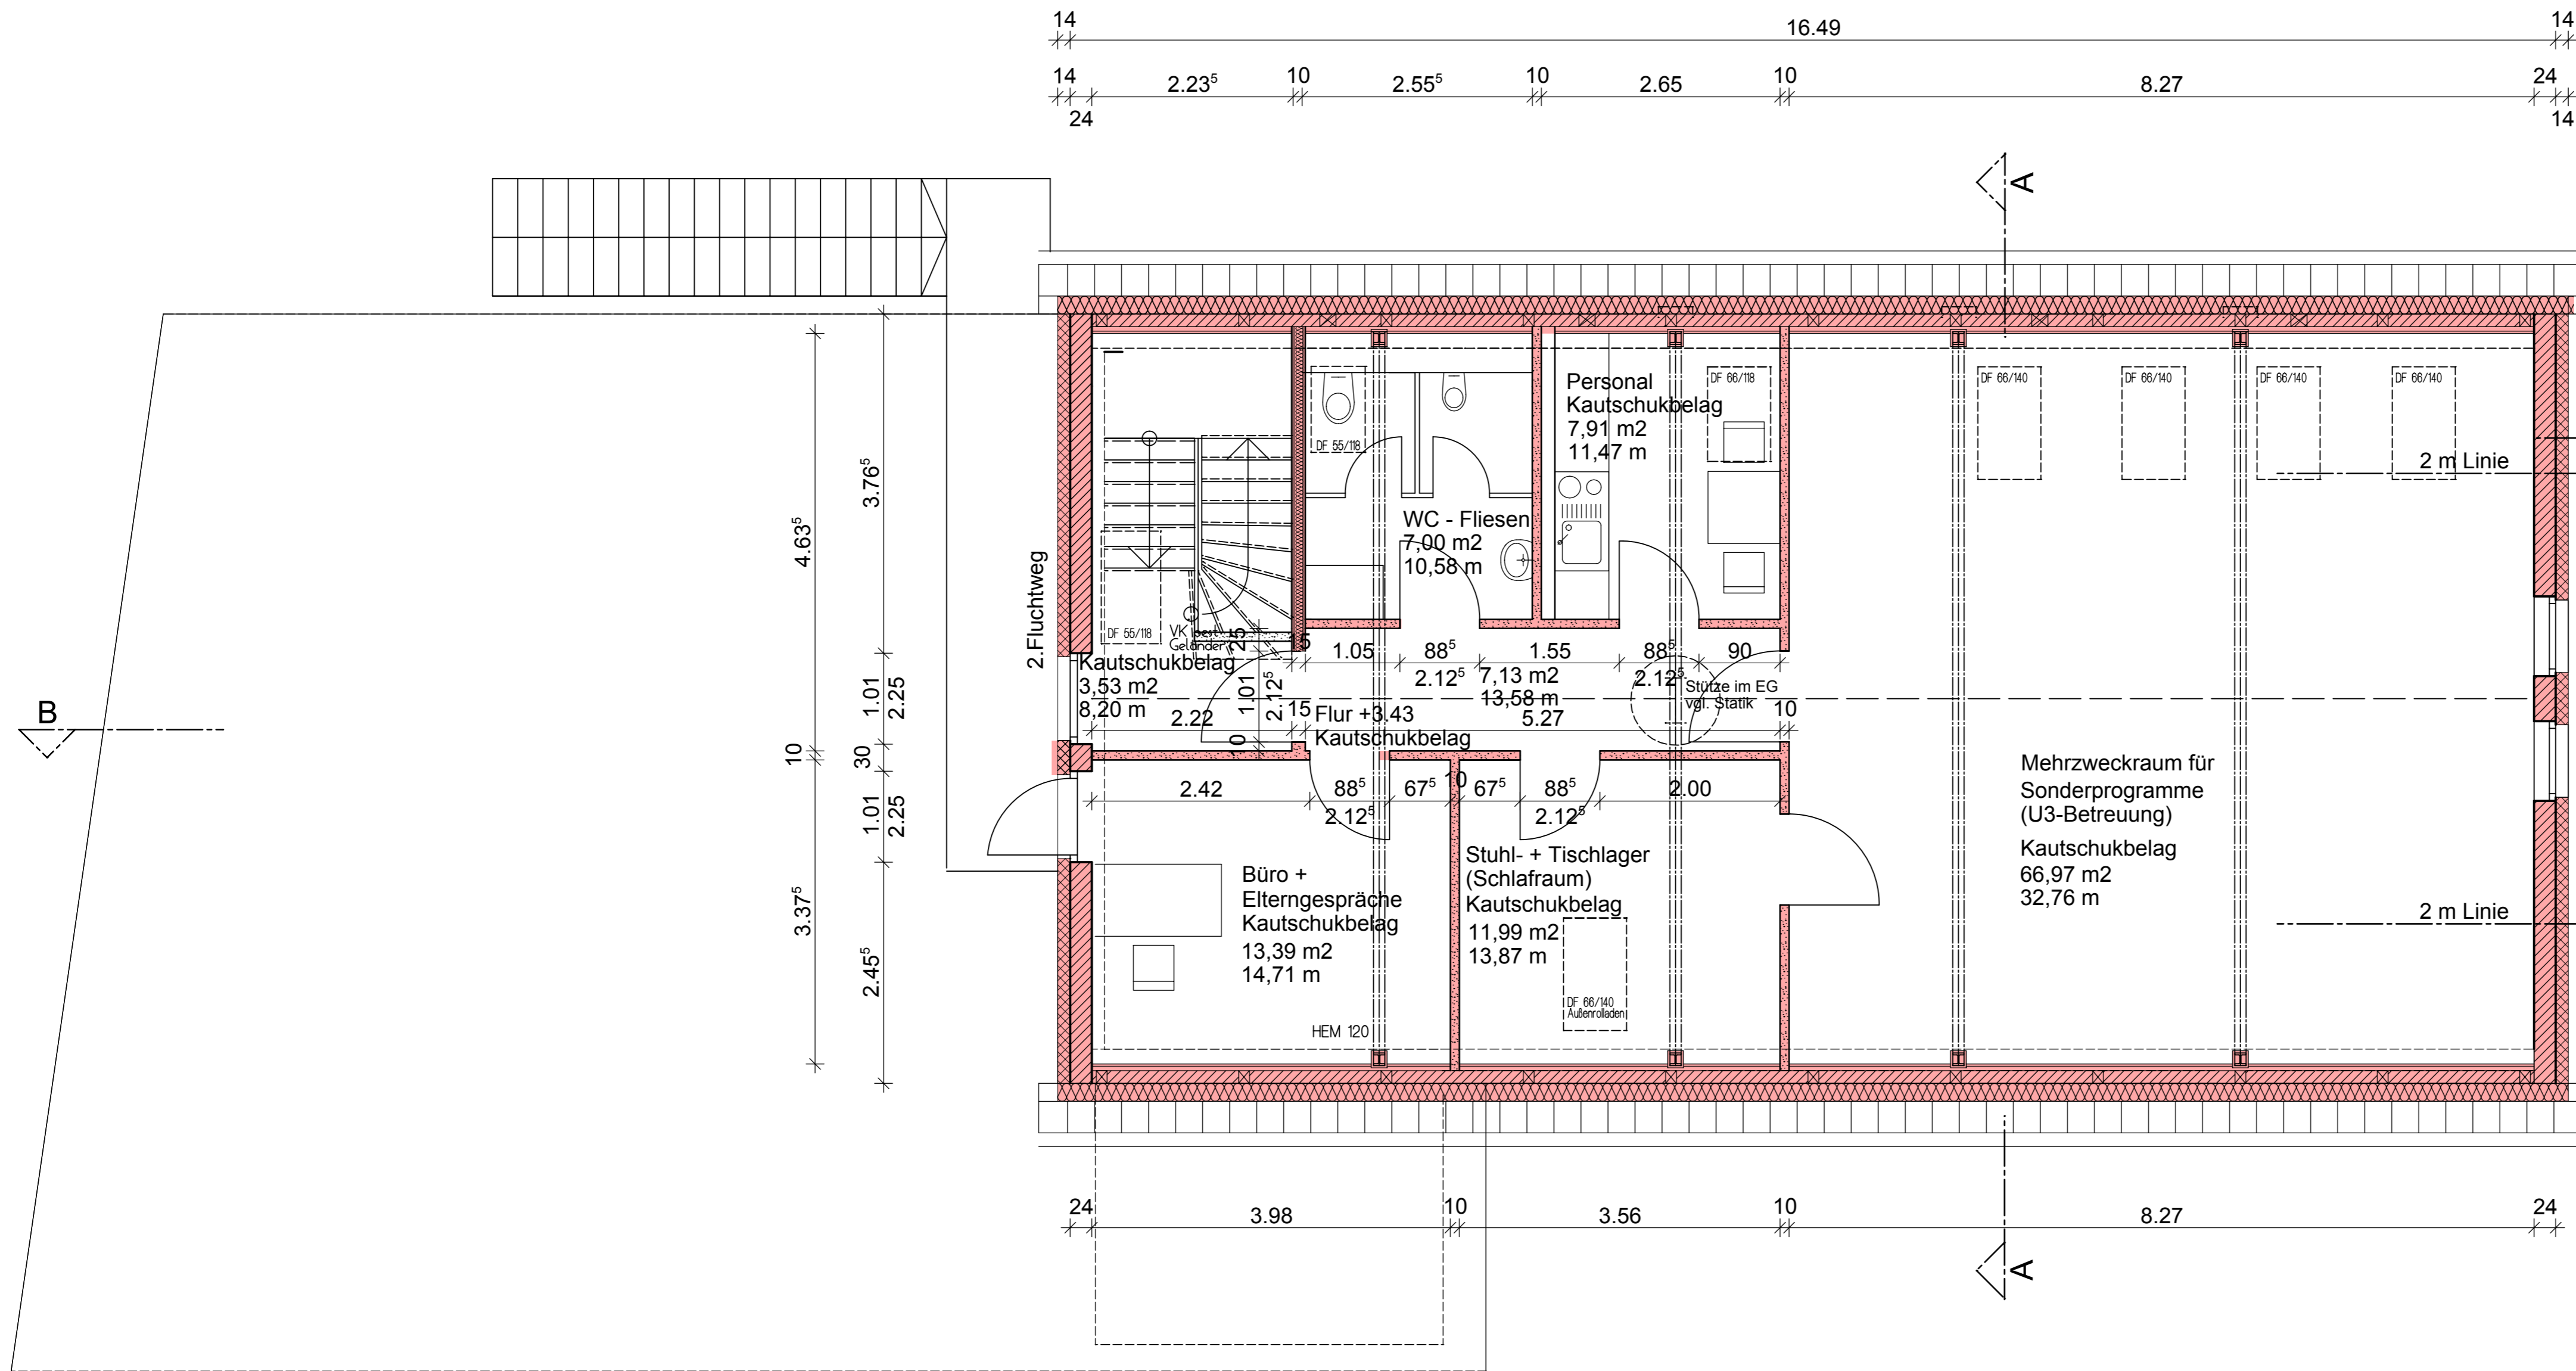 14 16.49 14
14 2.23⁵ 10 2.55⁵ 10 2.65 10 8.27 24
24 14
A
DF 55/118
Personal
Kautschukbelag
7,91 m2
11,47 m
DF 66/118
DF 66/140
DF 66/140
DF 66/140
DF 66/140
2 m Linie
3.76⁵
4.63⁵
WC - Fliesen
7,00 m2
10,58 m
2.Fluchtweg
DF 55/118
Geländer
25
Kautschukbelag
3,53 m2
8,20 m
15 1.05 88⁵ 1.55 88⁵ 90
2.12⁵ 2.12⁵
7,13 m2
13,58 m
Stütze im EG
vgl. Statik
1.01
2.12⁵
2.22 15 5.27 10
Flur +3.43
Kautschukbelag
10
B
1.01
2.25
10
30
1.01
2.25
3.37⁵
2.45⁵
2.42 88⁵ 67⁵ 10 67⁵ 88⁵ 2.00
2.12⁵ 2.12⁵
Mehrzweckraum für
Sonderprogramme
(U3-Betreuung)
Kautschukbelag
66,97 m2
32,76 m
Büro +
Elterngespräche
Kautschukbelag
13,39 m2
14,71 m
Stuhl- + Tischlager
(Schlafraum)
Kautschukbelag
11,99 m2
13,87 m
2 m Linie
DF 66/140
Außenrolladen
HEM 120
24 3.98 10 3.56 10 8.27 24
A